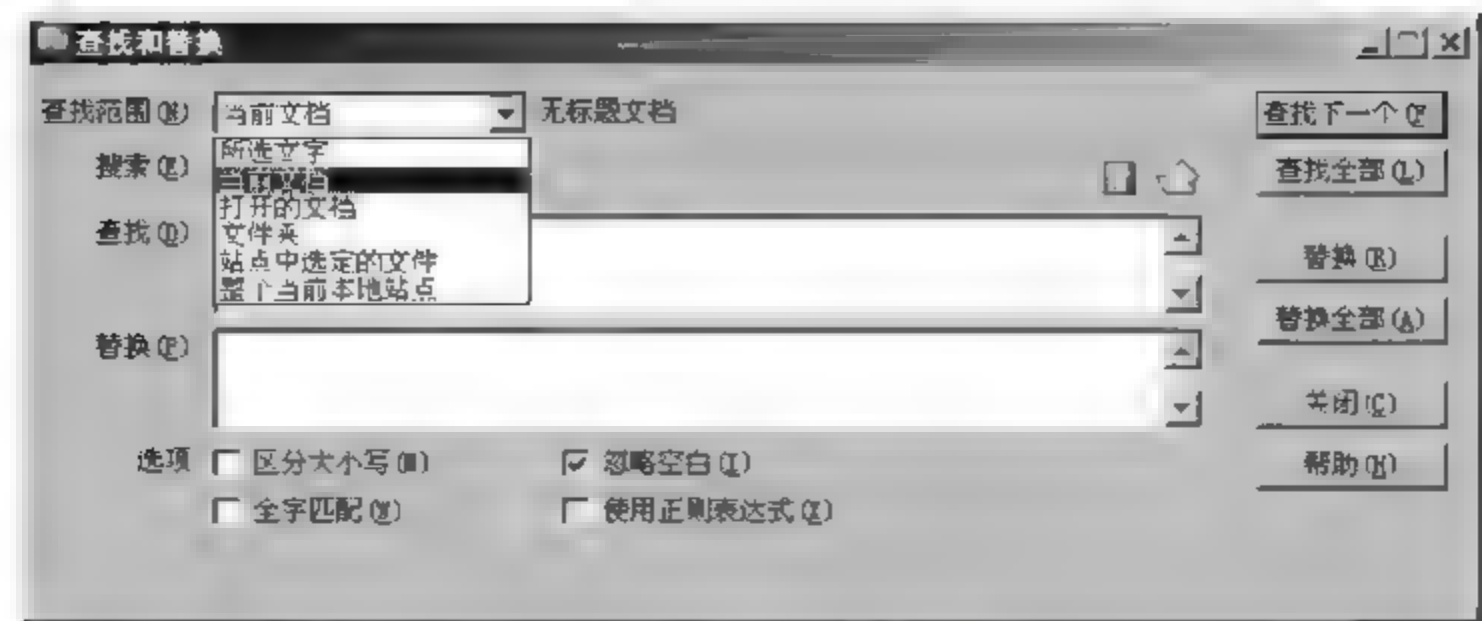 查找和替换
查找范围(N) 当前文档 无标题文档 查找下一个(F
所选文字
搜索(E) 当前文档 查找全部(L)
打开的文档
查找(D) 文件夹
站点中选定的文件 替换(R)
整个当前本地站点
替换全部(A)
替换(P)
关闭(C)
选项 区分大小写(M) 忽略空白(I) 帮助(H)
全字匹配(W) 使用正则表达式(X)